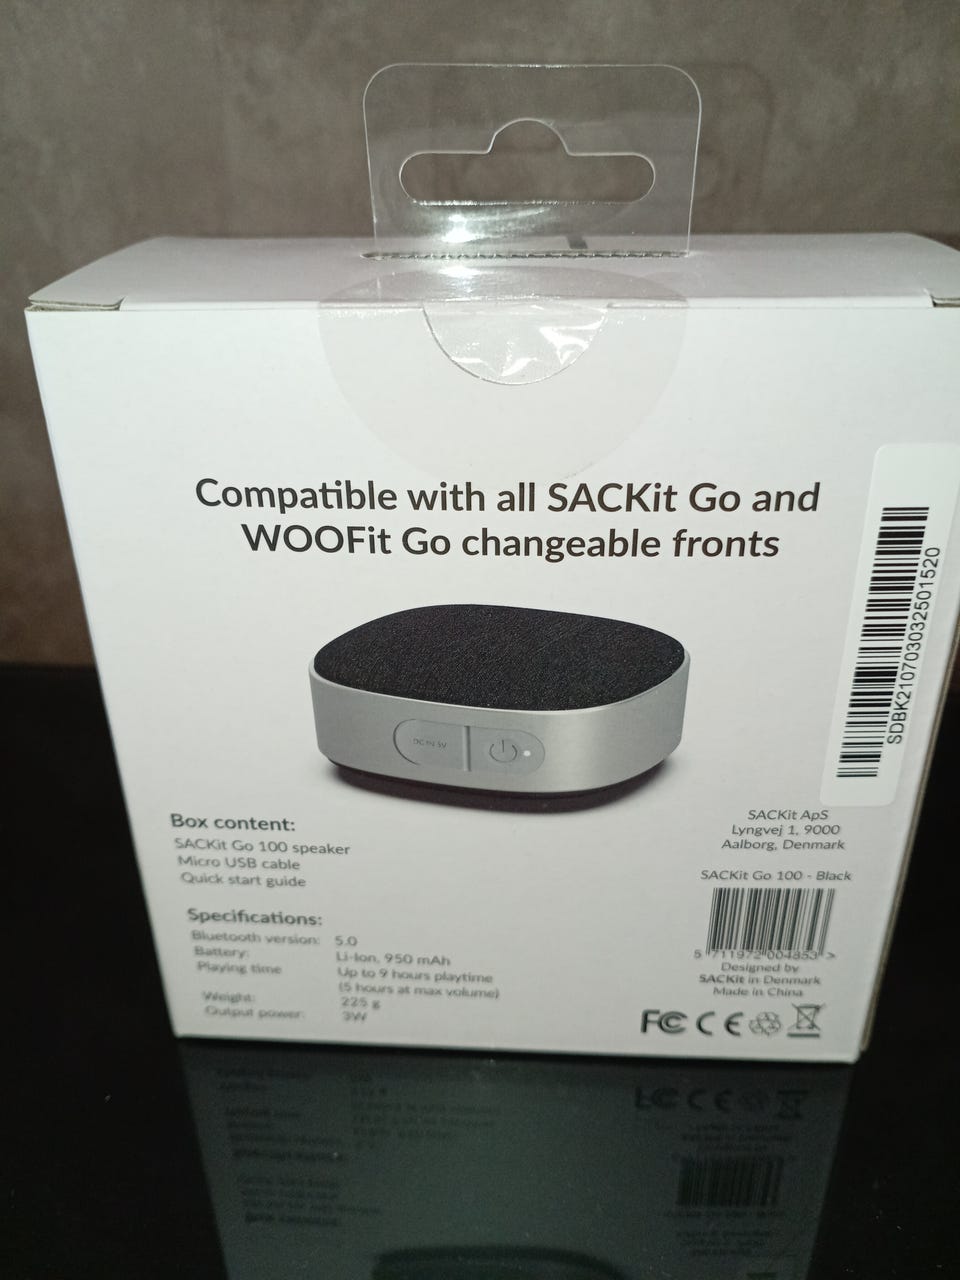 Compatible with all SACKit Go and
WOOFit Go changeable fronts
SDBK210703032501520
DC IN 5V
Box content:
SACKit Go 100 speaker
Micro USB cable
Quick start guide
Specifications:
Bluetooth version: 5.0
Battery: Li-Ion, 950 mAh
Playing time Up to 9 hours playtime
(5 hours at max volume)
Weight: 225 g
Output power: 3W
SACKit ApS
Lyngvej 1, 9000
Aalborg, Denmark
SACKit Go 100 - Black
5 711972 004853 >
Designed by
SACKit in Denmark
Made in China
FC CE